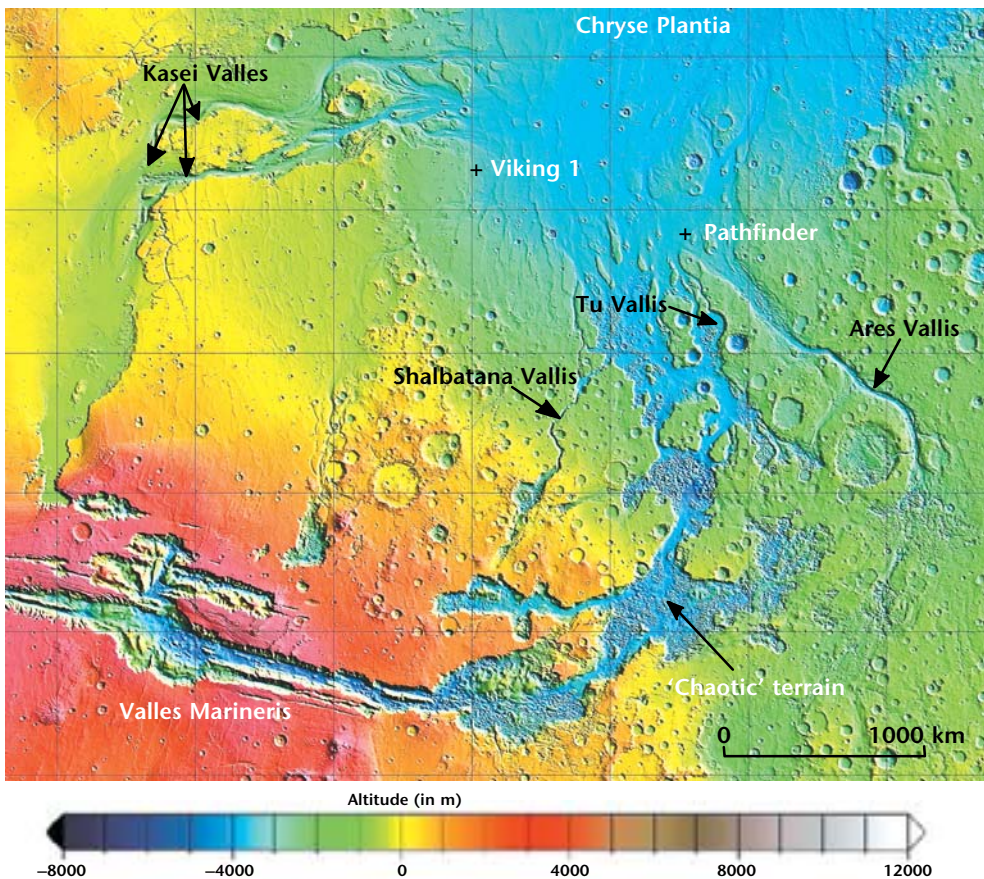 Chryse Plantia
Kasei Valles
+ Viking 1
+ Pathfinder
Tu Vallis
Ares Vallis
Shalbatana Vallis
'Chaotic' terrain
Valles Marineris
0 1000 km
Altitude (in m)
−8000 −4000 0 4000 8000 12000